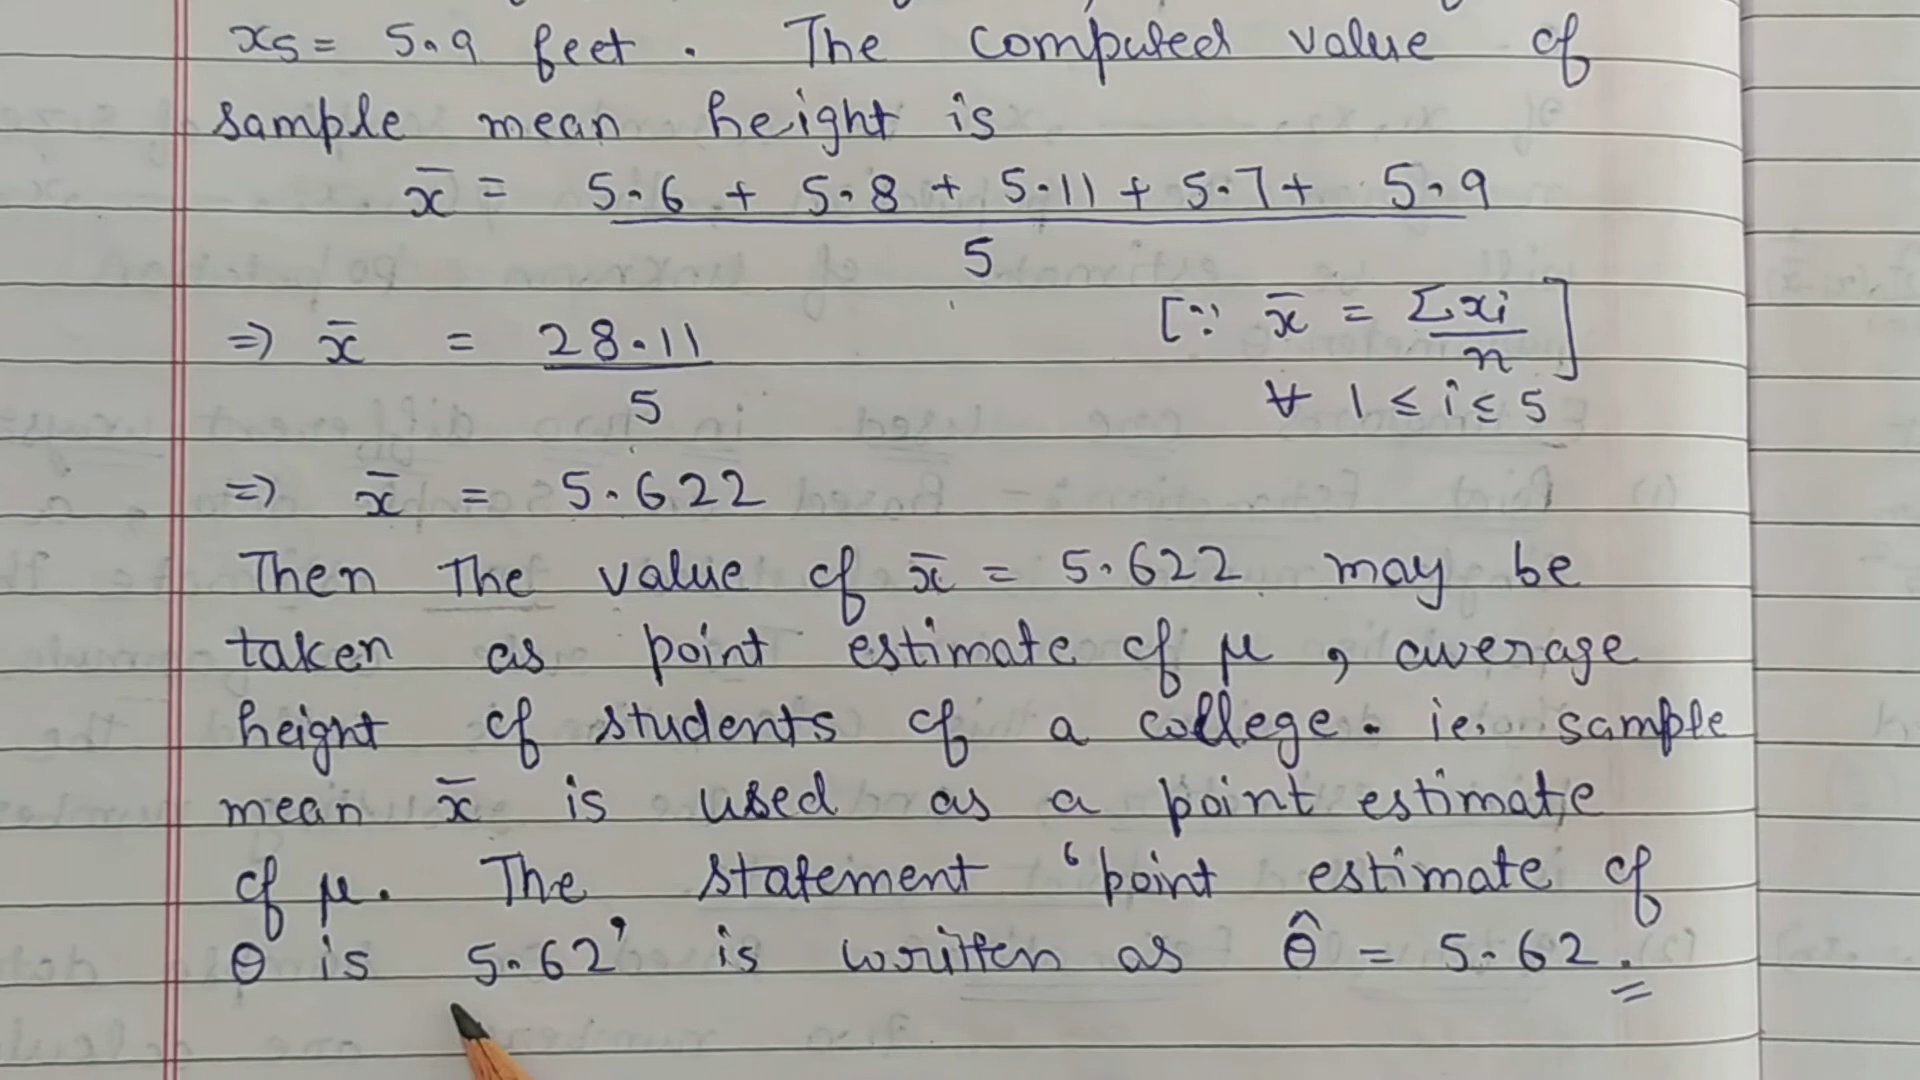 x5 = 5.9 feet . The computed value of
sample mean height is
x̄ = 5.6 + 5.8 + 5.11 + 5.7 + 5.9
5
⇒ x̄ = 28.11
5
[∵ x̄ = Σxi
n ]
∀ 1 ≤ i ≤ 5
⇒ x̄ = 5.622
Then The value of x̄ = 5.622 may be
taken as point estimate of μ , average
height of students of a college. ie. sample
mean x̄ is used as a point estimate
of μ. The statement 'point estimate of
θ is 5.62' is written as θ̂ = 5.62.